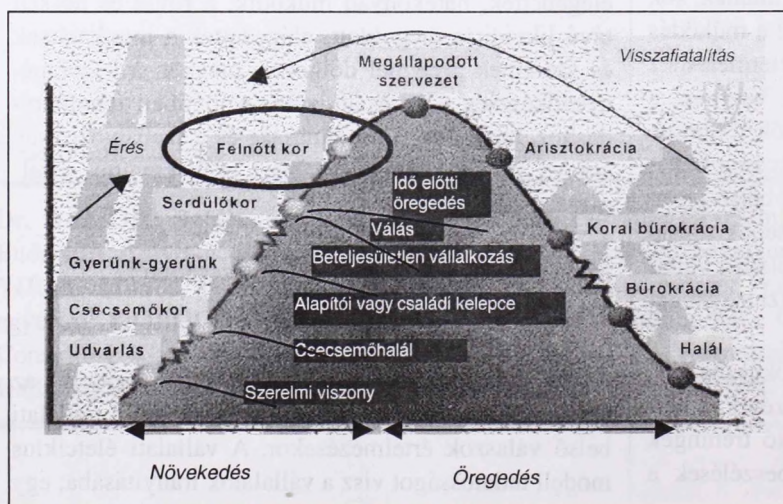 Megállapodott
szervezet
Visszafiatalítás
Érés
Felnőtt kor
Arisztokrácia
Idő előtti
öregedés
Serdülőkor
Válás
Korai bürokrácia
Beteljesületlen vállalkozás
Gyerünk-gyerünk
Alapítói vagy családi kelepce
Bürokrácia
Csecsemőkor
Udvarlás
Csecsemőhalál
Halál
Szerelmi viszony
Növekedés
Öregedés